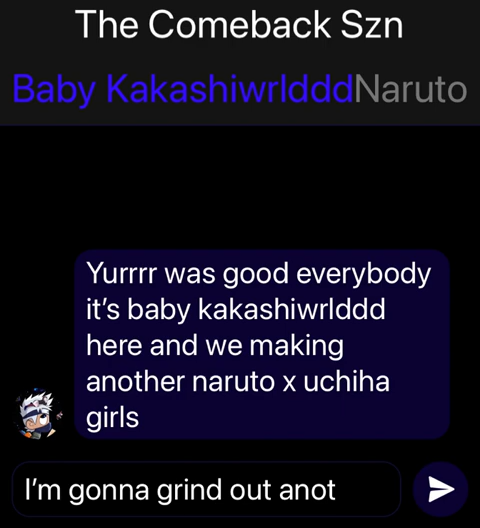 The Comeback Szn
Baby KakashiwrldddNaruto
Yurrrr was good everybody
it's baby kakashiwrlddd
here and we making
another naruto x uchiha
girls
I'm gonna grind out anot